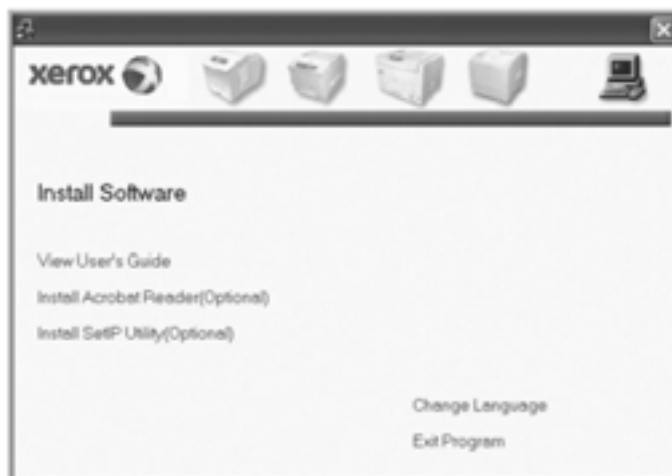 xerox
Install Software
View User's Guide
Install Acrobat Reader(Optional)
Install SetIP Utility(Optional)
Change Language
Exit Program